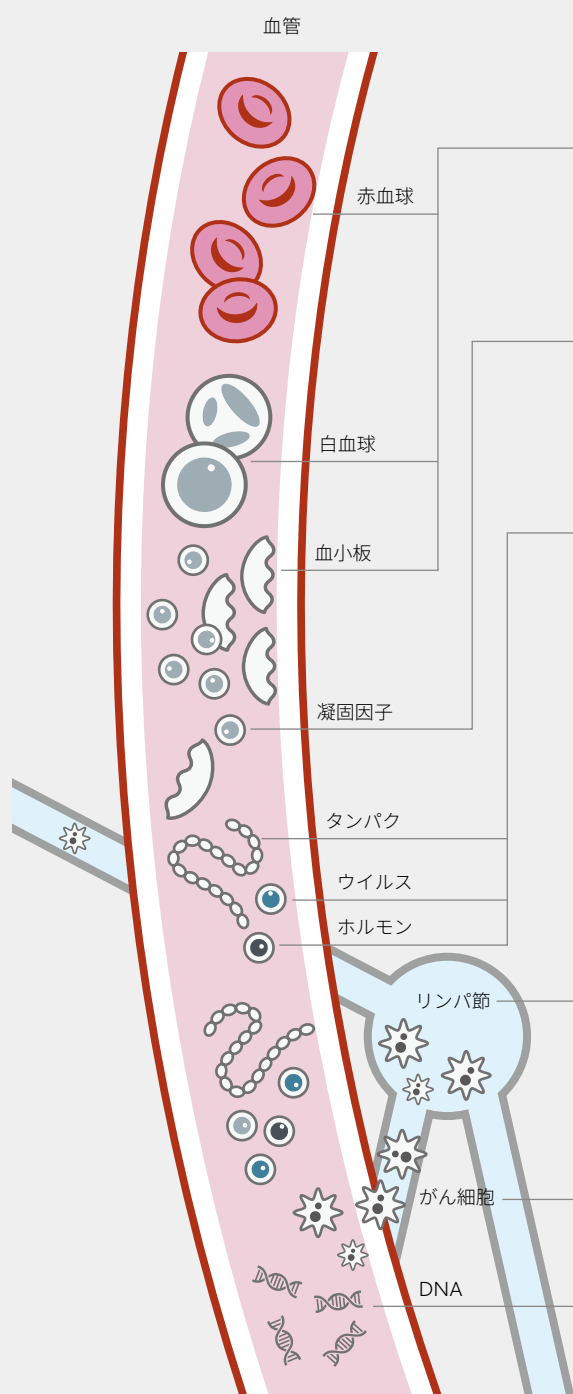 血管
赤血球
白血球
血小板
凝固因子
タンパク
ウイルス
ホルモン
リンパ節
がん細胞
DNA